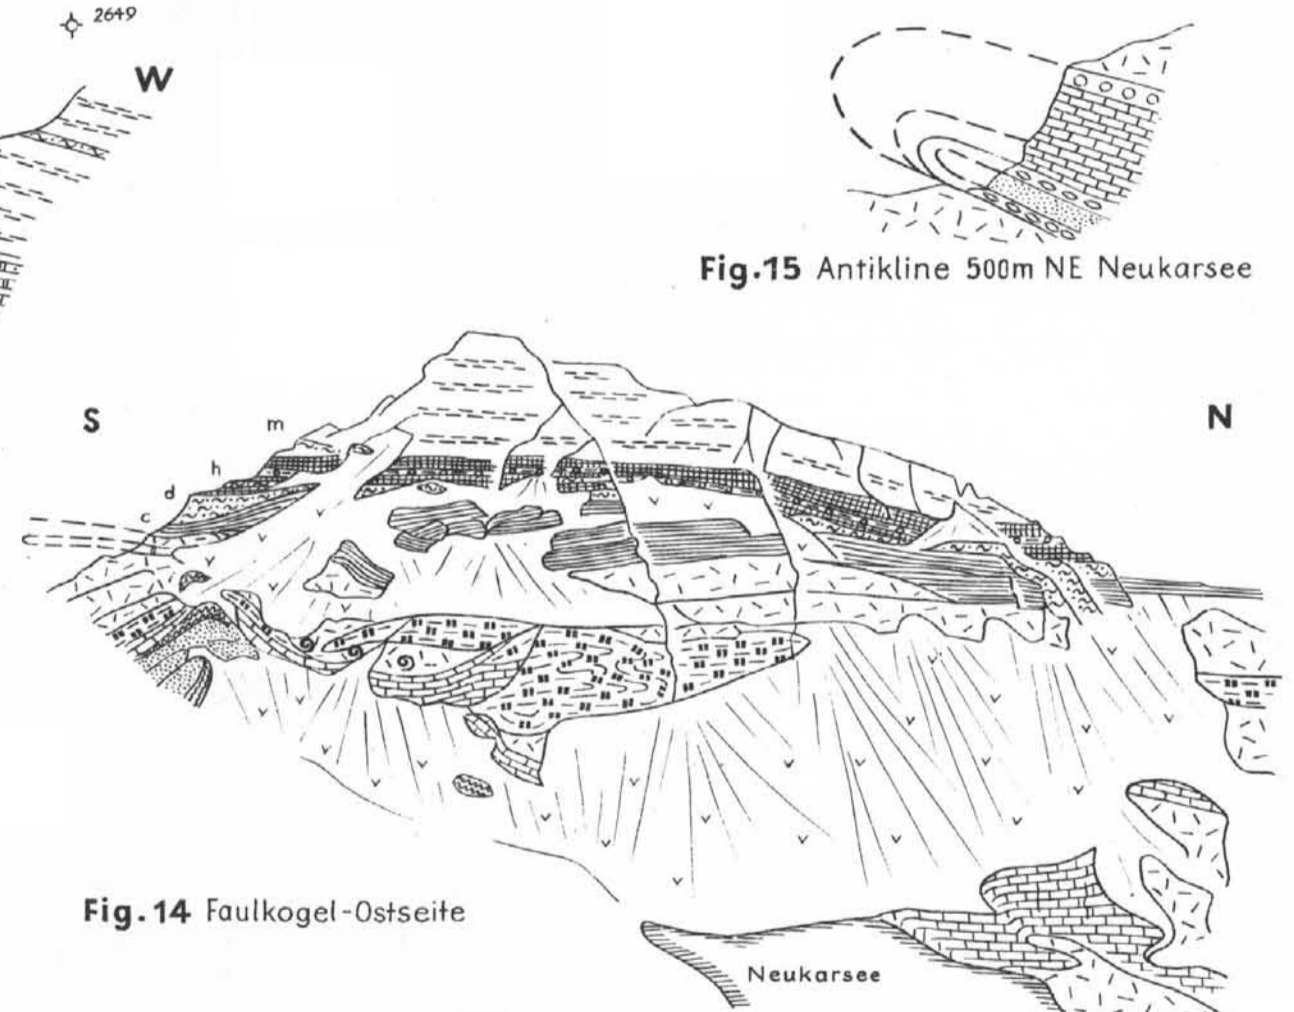 2649
W
Fig.15 Antikline 500m NE Neukarsee
S
N
m
h
d
c
Fig.14 Faulkogel-Ostseite
Neukarsee